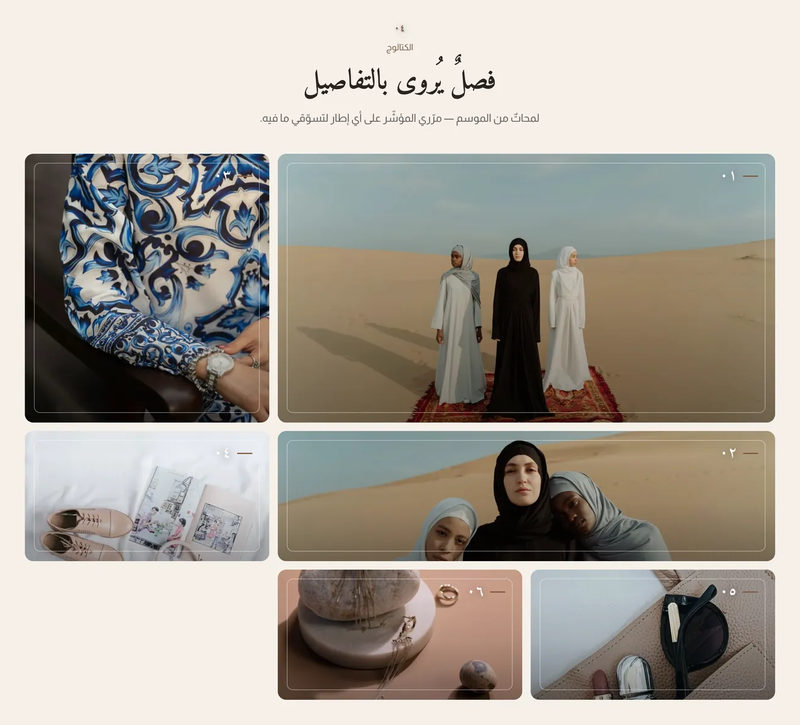 ٠٤
الكتالوج
فصلٌ يُروى بالتفاصيل
لمحاتٌ من الموسم — مرّري المؤشّر على أي إطار لتسوّقي ما فيه.
٠١
٠٣
٠٢
٠٤
٠٥
٠٦